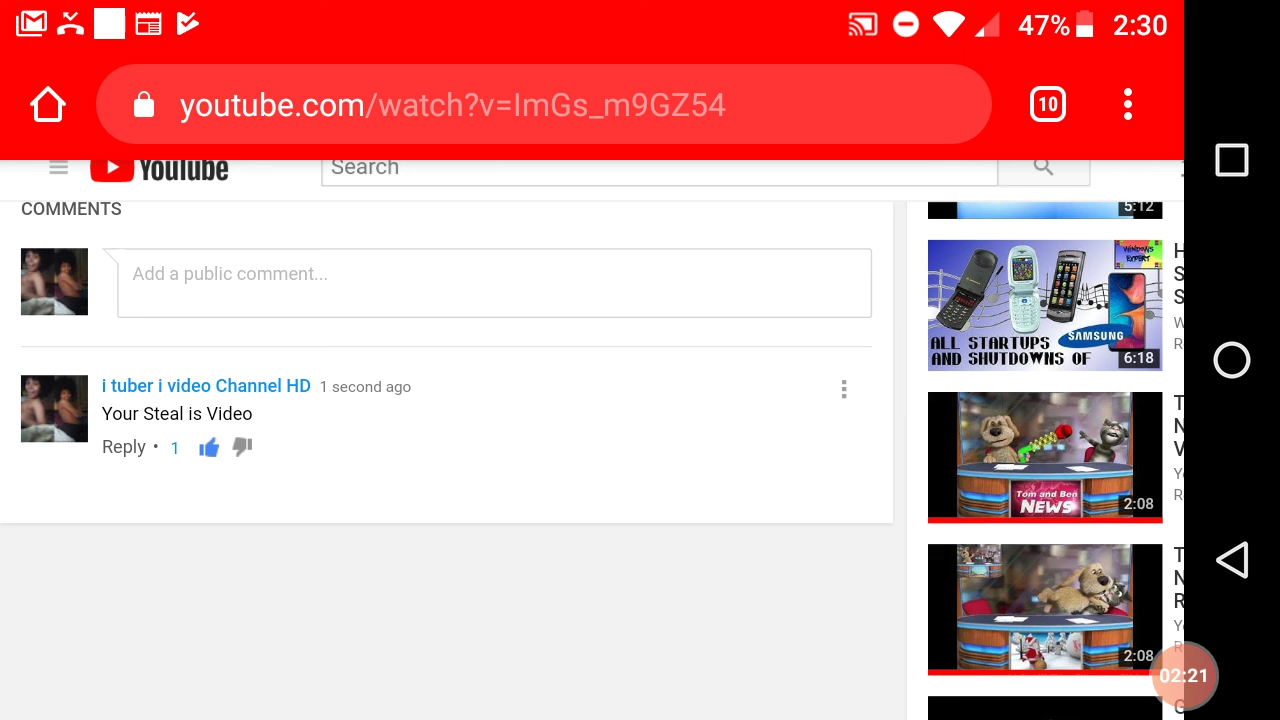 47% 2:30
youtube.com/watch?v=ImGs_m9GZ54
10
YouTube
Search
COMMENTS
Add a public comment...
i tuber i video Channel HD 1 second ago
Your Steal is Video
Reply • 1
5:12
WINDOWS EXPERT
SAMSUNG
ALL STARTUPS
AND SHUTDOWNS OF
6:18
H
S
S
W
R
Tom and Ben
NEWS
2:08
T
N
V
Y
R
2:08
T
N
R
Y
R
02:21
G